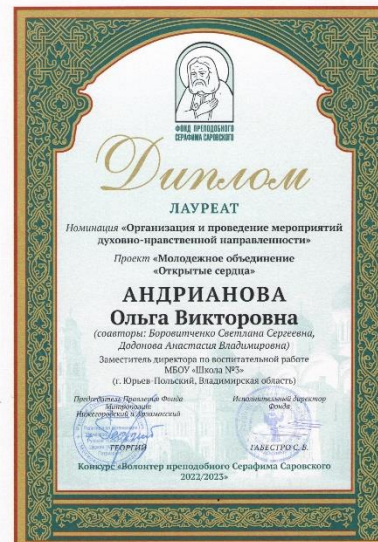 ФОНД ПРЕПОДОБНОГО
СЕРАФИМА САРОВСКОГО
Диплом
ЛАУРЕАТ
Номинация «Организация и проведение мероприятий
духовно-нравственной направленности»
Проект «Молодежное объединение
«Открытые сердца»
АНДРИАНОВА
Ольга Викторовна
(соавторы: Боровитченко Светлана Сергеевна,
Додонова Анастасия Владимировна)
Заместитель директора по воспитательной работе
МБОУ «Школа №3»
(г. Юрьев-Польский, Владимирская область)
Председатель Правления Фонда
Митрополит
Нижегородский и Арзамасский
ГЕОРГИЙ
Исполнительный директор
Фонда
ГАБЕСТРО С. В.
Конкурс «Волонтер преподобного Серафима Саровского
2022/2023»